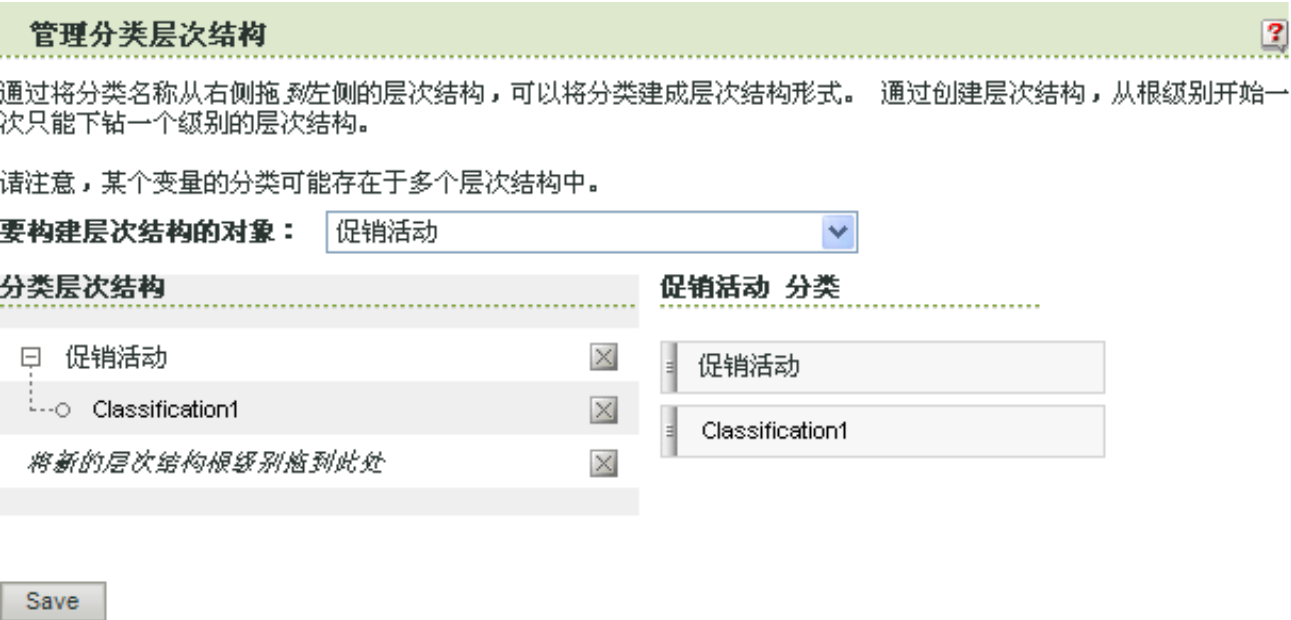 管理分类层次结构
通过将分类名称从右侧拖到左侧的层次结构，可以将分类建成层次结构形式。 通过创建层次结构，从根级别开始一
次只能下钻一个级别的层次结构。
请注意，某个变量的分类可能存在于多个层次结构中。
要构建层次结构的对象： 促销活动
分类层次结构
促销活动 分类
促销活动
Classification1
将新的层次结构根级别拖到此处
促销活动
Classification1
Save